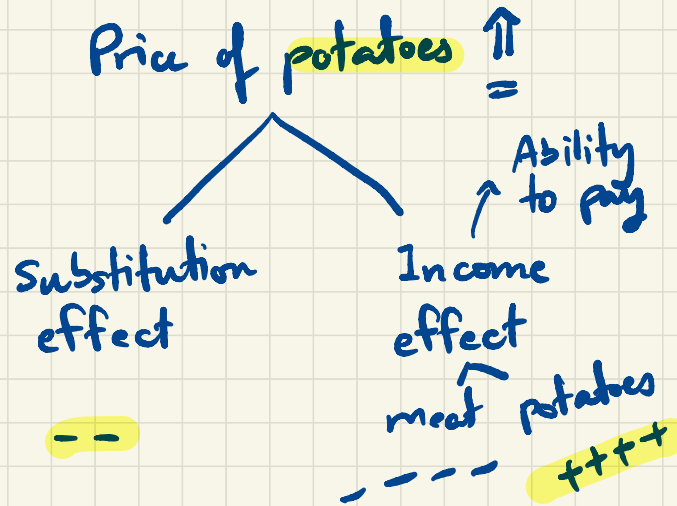 Price of potatoes ⇑
=
Ability
to pay
Substitution
effect
Income
effect
meat potatoes
- -
- - - -
++++